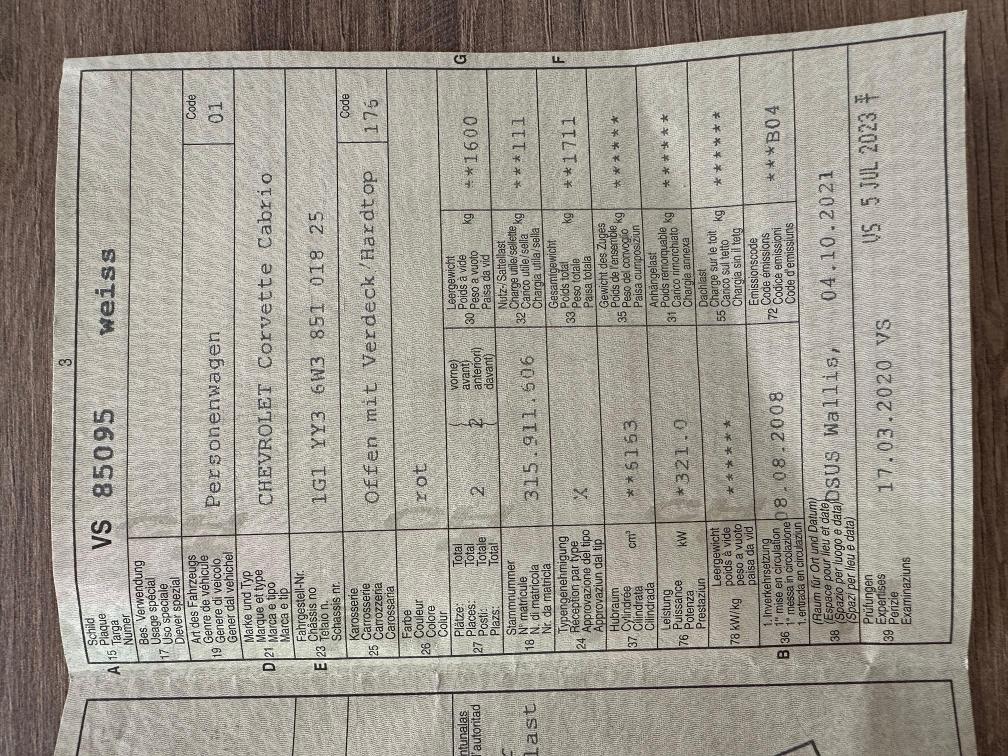 3
A 15 Schild
Plaque
Targa
Numer
VS 85095 weiss
17 Bes. Verwendung
Usage spécial
Uso speciale
Diever spezial
19 Art des Fahrzeugs
Genre de véhicule
Genere di veicolo
Gener dal vehichel
Personenwagen
Code
01
D 21 Marke und Typ
Marque et type
Marca e tipo
Marca e tip
CHEVROLET Corvette Cabrio
E 23 Fahrgestell-Nr.
Châssis no
Telaio n.
Schassis nr.
1G1 YY3 6W3 851 018 25
25 Karosserie
Carrosserie
Carrozzeria
Carossaria
Offen mit Verdeck/Hardtop
Code
176
26 Farbe
Couleur
Colore
Colur
rot
27 Plätze: Total
Places: Total
Posti: Totale
Plazs: Total
2
2
vorne)
avant)
anteriori)
davant)
G
30 Leergewicht
Poids à vide
Peso a vuoto
Paisa da vid
kg
**1600
18 Stammnummer
N° matricule
N. di matricola
Nr. da matricla
315.911.606
32 Nutz-/Sattellast
Charge utile/sellette
Carico utile/sella
Chargia utila/sella
kg
***111
24 Typengenehmigung
Réception par type
Approvazione del tipo
Approvaziun dal tip
X
F
33 Gesamtgewicht
Poids total
Peso totale
Paisa totala
kg
**1711
37 Hubraum
Cylindrée
Cilindrata
Cilindrada
cm³
**6163
35 Gewicht des Zuges
Poids de l'ensemble
Peso del convoglio
Paisa cumposiziun
kg
******
76 Leistung
Puissance
Potenza
Prestaziun
kW
*321.0
31 Anhängelast
Poids remorquable
Carico rimorchiato
Chargia annexa
kg
******
78 kW/kg Leergewicht
poids à vide
peso a vuoto
paisa da vid
******
55 Dachlast
Charge sur le toit
Carico sul tetto
Chargia sin il tetg
kg
******
B 36 1. Inverkehrsetzung
1re mise en circulation
1a messa in circolazione
1. entrada en circulaziun
08.08.2008
72 Emissionscode
Code émissions
Codice emissioni
Code d'emissiuns
***B04
38 (Raum für Ort und Datum)
(Espace pour lieu et date)
(Spazio per luogo e data)
(Spazi per lieu e data)
DSUS Wallis, 04.10.2021
39 Prüfungen
Expertises
Perizie
Examinaziuns
17.03.2020 VS
VS 5 JUL 2023
l'autoritad
last